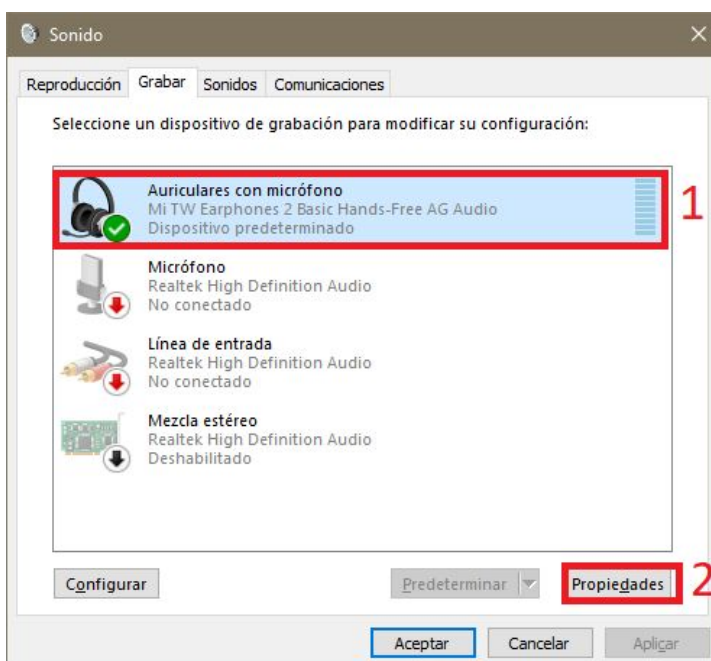 Sonido
Reproducción Grabar Sonidos Comunicaciones
Seleccione un dispositivo de grabación para modificar su configuración:
Auriculares con micrófono
Mi TW Earphones 2 Basic Hands-Free AG Audio
Dispositivo predeterminado
1
Micrófono
Realtek High Definition Audio
No conectado
Línea de entrada
Realtek High Definition Audio
No conectado
Mezcla estéreo
Realtek High Definition Audio
Deshabilitado
Configurar Predeterminar Propiedades 2
Aceptar Cancelar Aplicar